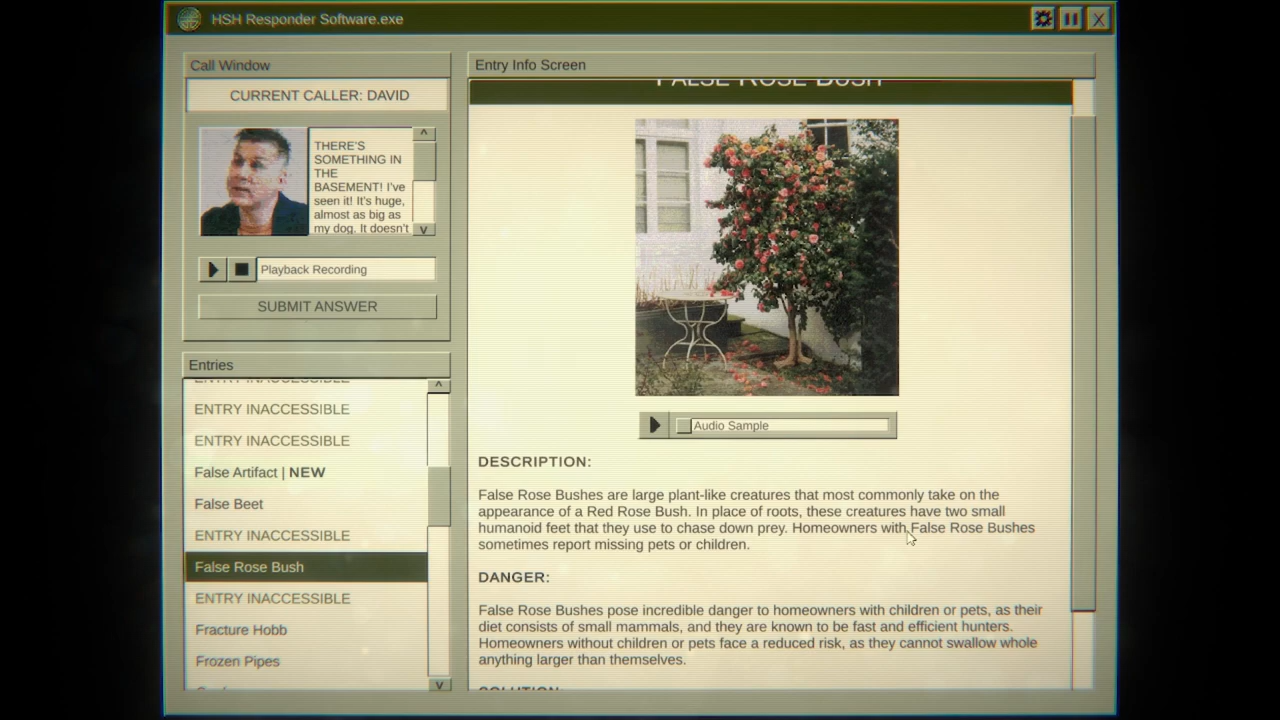 HSH Responder Software.exe
Call Window
CURRENT CALLER: DAVID
THERE'S
SOMETHING IN
THE
BASEMENT! I've
seen it! It's huge,
almost as big as
my dog. It doesn't
Playback Recording
SUBMIT ANSWER
Entries
ENTRY INACCESSIBLE
ENTRY INACCESSIBLE
ENTRY INACCESSIBLE
False Artifact | NEW
False Beet
ENTRY INACCESSIBLE
False Rose Bush
ENTRY INACCESSIBLE
Fracture Hobb
Frozen Pipes
Entry Info Screen
FALSE ROSE BUSH
Audio Sample
DESCRIPTION:
False Rose Bushes are large plant-like creatures that most commonly take on the
appearance of a Red Rose Bush. In place of roots, these creatures have two small
humanoid feet that they use to chase down prey. Homeowners with False Rose Bushes
sometimes report missing pets or children.
DANGER:
False Rose Bushes pose incredible danger to homeowners with children or pets, as their
diet consists of small mammals, and they are known to be fast and efficient hunters.
Homeowners without children or pets face a reduced risk, as they cannot swallow whole
anything larger than themselves.
SOLUTION: